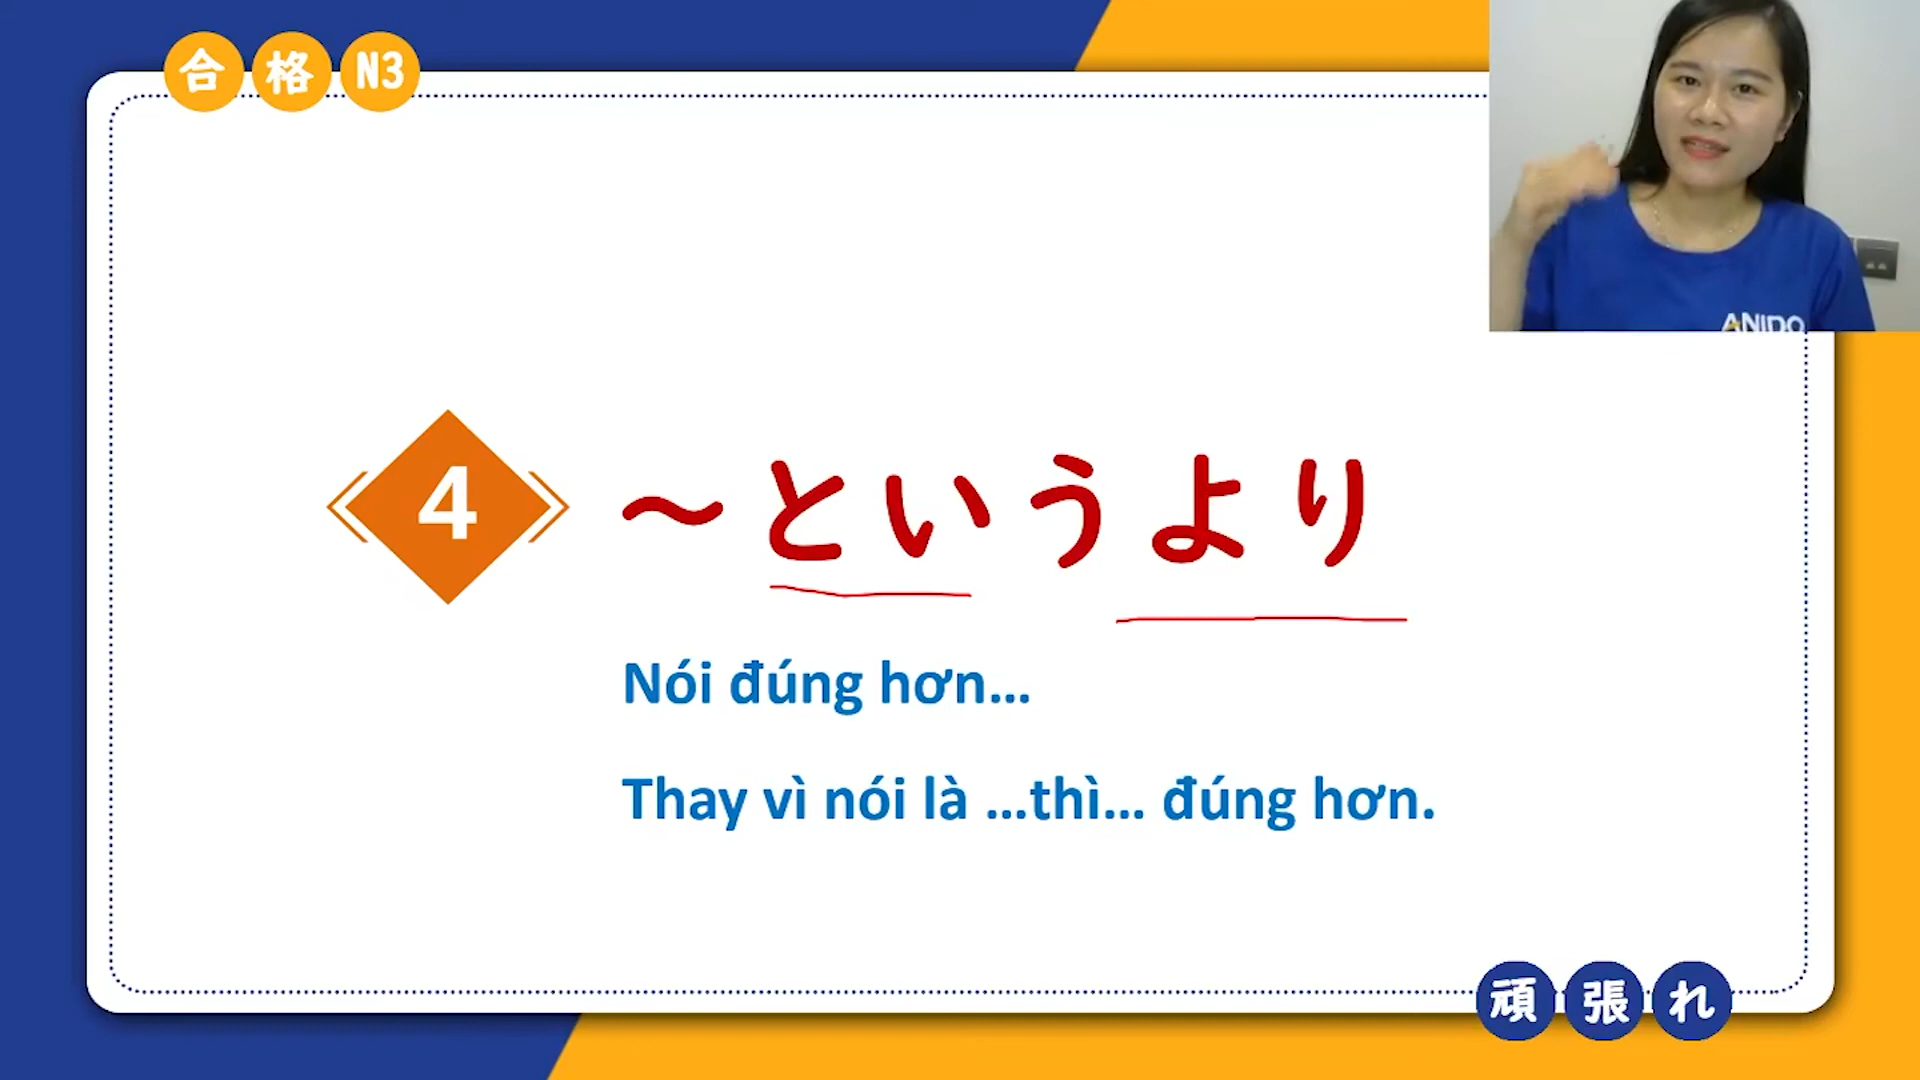 合格N3
ANIDO
4
～というより
Nói đúng hơn...
Thay vì nói là ...thì... đúng hơn.
頑張れ